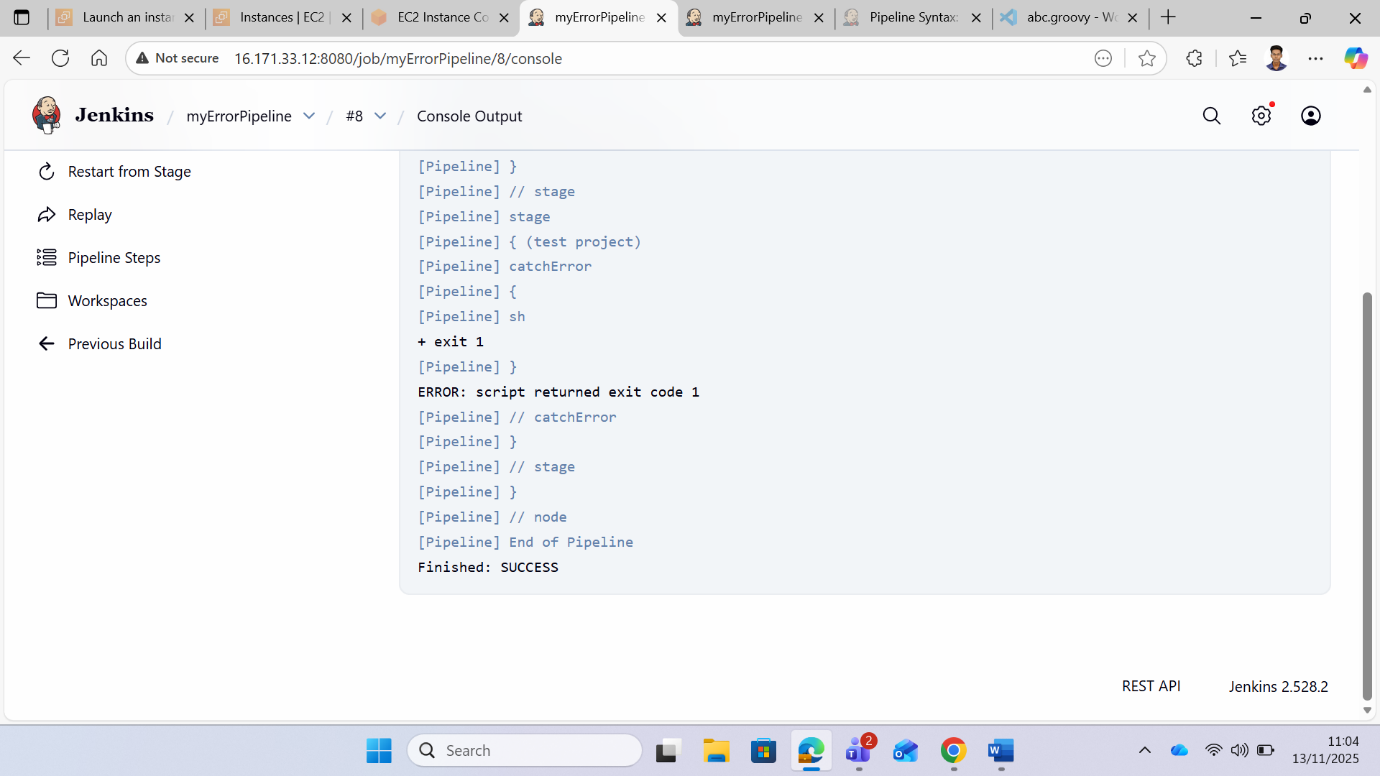 Launch an instan
Instances | EC2
EC2 Instance Co
myErrorPipeline
myErrorPipeline
Pipeline Syntax:
abc.groovy - Wo
Not secure
16.171.33.12:8080/job/myErrorPipeline/8/console
Jenkins / myErrorPipeline / #8 / Console Output
Restart from Stage
Replay
Pipeline Steps
Workspaces
Previous Build
[Pipeline] }
[Pipeline] // stage
[Pipeline] stage
[Pipeline] { (test project)
[Pipeline] catchError
[Pipeline] {
[Pipeline] sh
+ exit 1
[Pipeline] }
ERROR: script returned exit code 1
[Pipeline] // catchError
[Pipeline] }
[Pipeline] // stage
[Pipeline] }
[Pipeline] // node
[Pipeline] End of Pipeline
Finished: SUCCESS
REST API
Jenkins 2.528.2
Search
2
11:04
13/11/2025